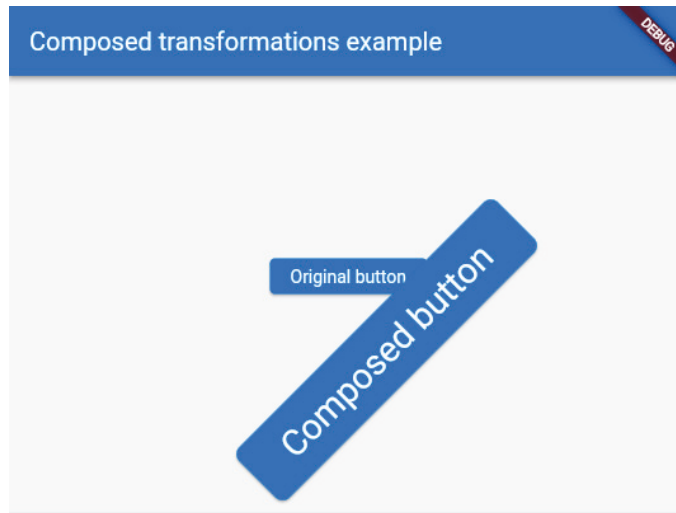 Composed transformations example
DEBUG
Original button
Composed button